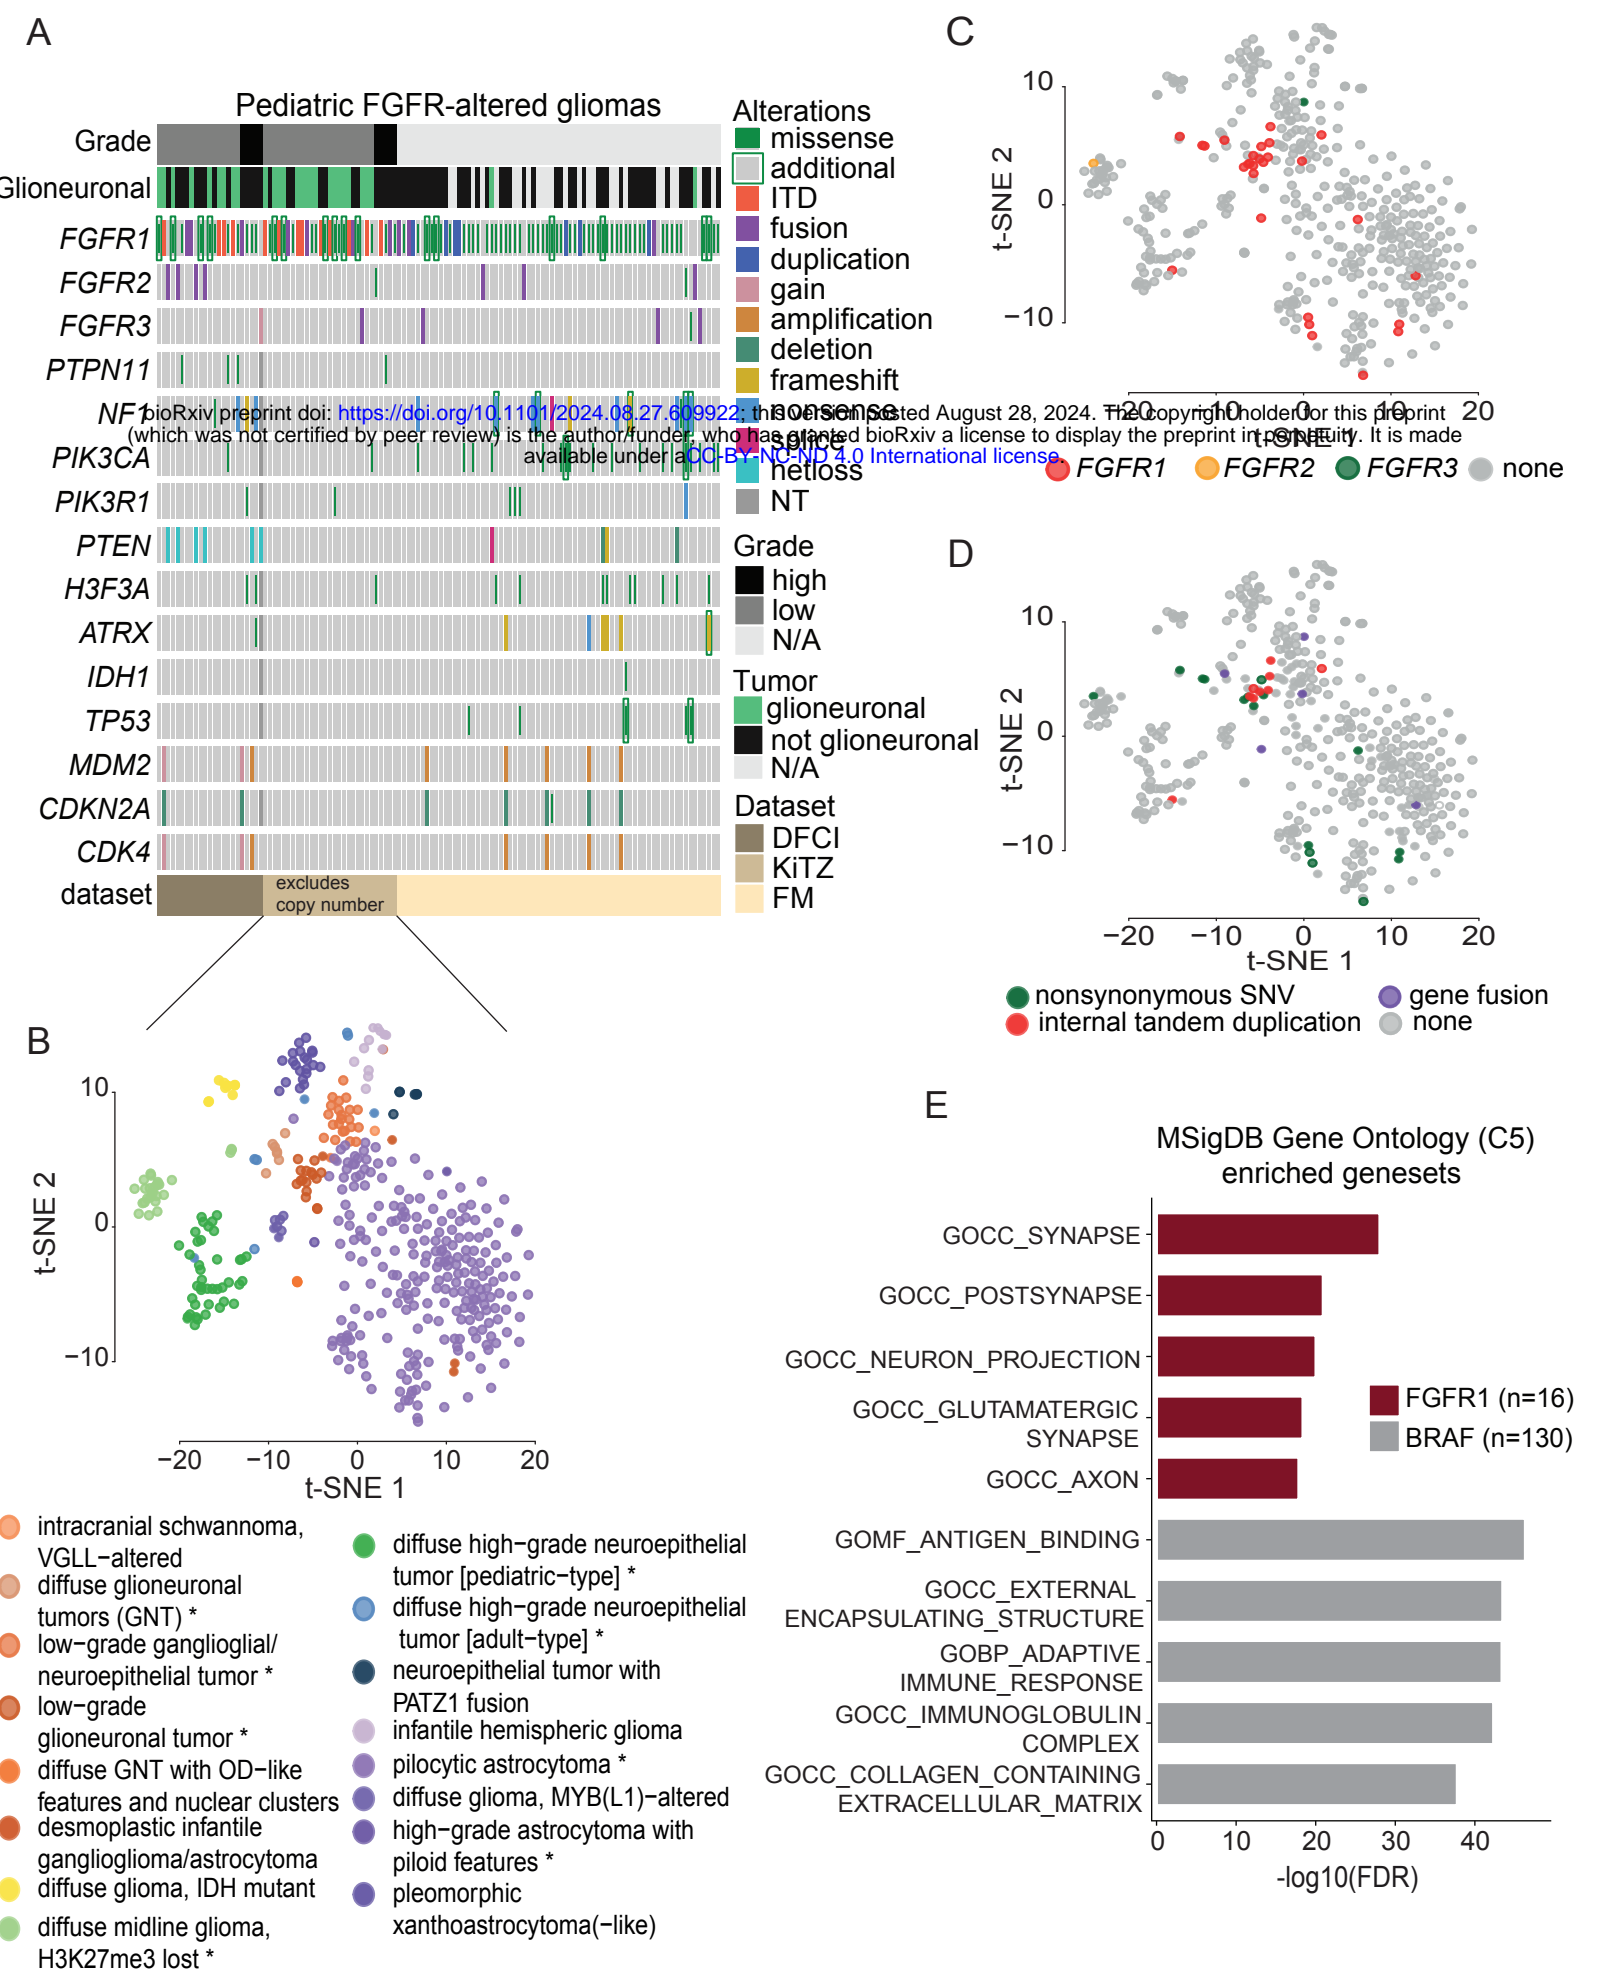 A
Pediatric FGFR-altered gliomas
Grade
Glioneuronal
FGFR1
FGFR2
FGFR3
PTPN11
NF1
PIK3CA
PIK3R1
PTEN
H3F3A
ATRX
IDH1
TP53
MDM2
CDKN2A
CDK4
dataset
excludes
copy number
Alterations
missense
additional
ITD
fusion
duplication
gain
amplification
deletion
frameshift
nonsense
splice
hetloss
NT
Grade
high
low
N/A
Tumor
glioneuronal
not glioneuronal
N/A
Dataset
DFCI
KiTZ
FM
bioRxiv preprint doi: https://doi.org/10.1101/2024.08.27.609922; this version posted August 28, 2024. The copyright holder for this preprint
(which was not certified by peer review) is the author/funder, who has granted bioRxiv a license to display the preprint in perpetuity. It is made
available under aCC-BY-NC-ND 4.0 International license.
B
10
0
−10
t-SNE 2
−20 −10 0 10 20
t-SNE 1
intracranial schwannoma,
VGLL−altered
diffuse glioneuronal
tumors (GNT) *
low−grade ganglioglial/
neuroepithelial tumor *
low−grade
glioneuronal tumor *
diffuse GNT with OD−like
features and nuclear clusters
desmoplastic infantile
ganglioglioma/astrocytoma
diffuse glioma, IDH mutant
diffuse midline glioma,
H3K27me3 lost *
diffuse high−grade neuroepithelial
tumor [pediatric−type] *
diffuse high−grade neuroepithelial
tumor [adult−type] *
neuroepithelial tumor with
PATZ1 fusion
infantile hemispheric glioma
pilocytic astrocytoma *
diffuse glioma, MYB(L1)−altered
high−grade astrocytoma with
piloid features *
pleomorphic
xanthoastrocytoma(−like)
C
10
0
−10
t-SNE 2
−20 −10 0 10 20
t-SNE 1
FGFR1 FGFR2 FGFR3 none
D
10
0
−10
t-SNE 2
−20 −10 0 10 20
t-SNE 1
nonsynonymous SNV gene fusion
internal tandem duplication none
E
MSigDB Gene Ontology (C5)
enriched genesets
GOCC_SYNAPSE
GOCC_POSTSYNAPSE
GOCC_NEURON_PROJECTION
GOCC_GLUTAMATERGIC
SYNAPSE
GOCC_AXON
GOMF_ANTIGEN_BINDING
GOCC_EXTERNAL
ENCAPSULATING_STRUCTURE
GOBP_ADAPTIVE
IMMUNE_RESPONSE
GOCC_IMMUNOGLOBULIN
COMPLEX
GOCC_COLLAGEN_CONTAINING
EXTRACELLULAR_MATRIX
FGFR1 (n=16)
BRAF (n=130)
0 10 20 30 40
-log10(FDR)